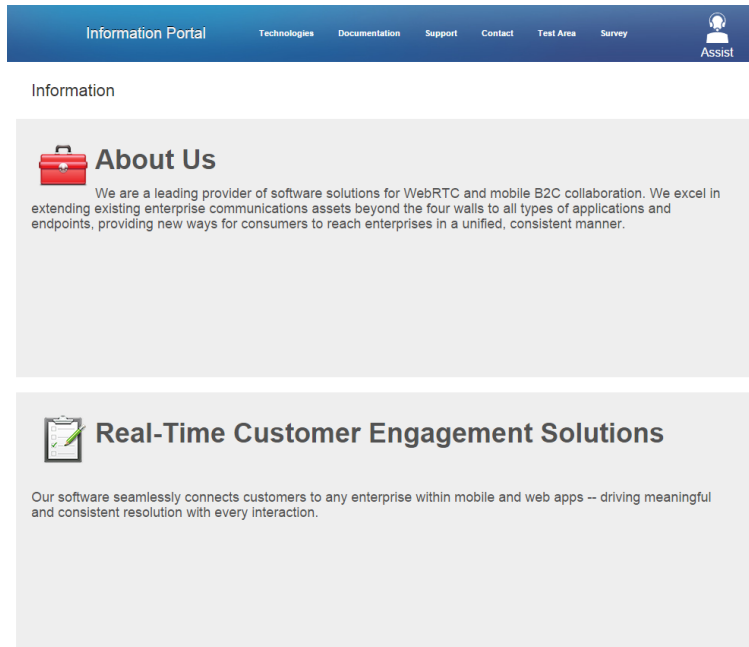 Information Portal
Technologies
Documentation
Support
Contact
Test Area
Survey
Assist
Information
About Us
We are a leading provider of software solutions for WebRTC and mobile B2C collaboration. We excel in
extending existing enterprise communications assets beyond the four walls to all types of applications and
endpoints, providing new ways for consumers to reach enterprises in a unified, consistent manner.
Real-Time Customer Engagement Solutions
Our software seamlessly connects customers to any enterprise within mobile and web apps -- driving meaningful
and consistent resolution with every interaction.